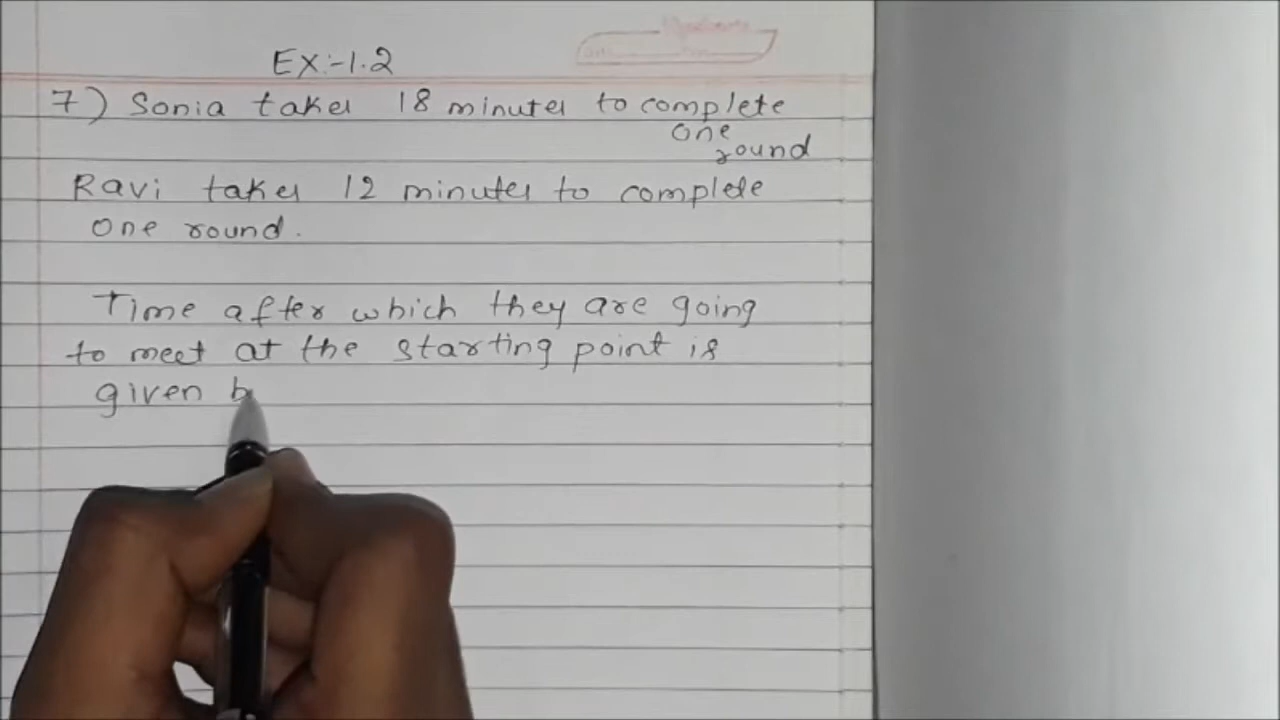 EX:-1.2
7) Sonia takes 18 minutes to complete
one
round
Ravi takes 12 minutes to complete
one round.
Time after which they are going
to meet at the starting point is
given b